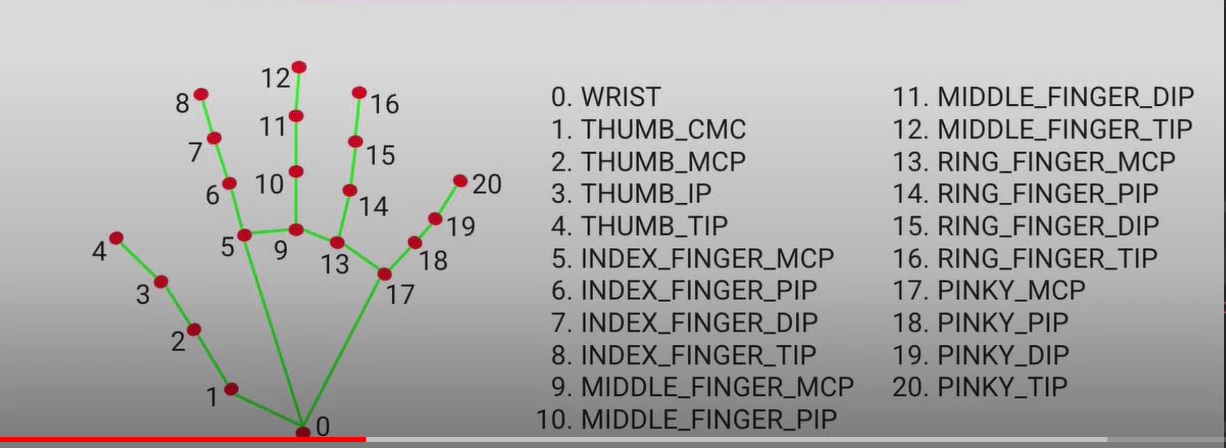 12
8
16
11
7
15
10
6
14
20
19
5
9
13
18
4
17
3
2
1
0
0. WRIST
1. THUMB_CMC
2. THUMB_MCP
3. THUMB_IP
4. THUMB_TIP
5. INDEX_FINGER_MCP
6. INDEX_FINGER_PIP
7. INDEX_FINGER_DIP
8. INDEX_FINGER_TIP
9. MIDDLE_FINGER_MCP
10. MIDDLE_FINGER_PIP
11. MIDDLE_FINGER_DIP
12. MIDDLE_FINGER_TIP
13. RING_FINGER_MCP
14. RING_FINGER_PIP
15. RING_FINGER_DIP
16. RING_FINGER_TIP
17. PINKY_MCP
18. PINKY_PIP
19. PINKY_DIP
20. PINKY_TIP